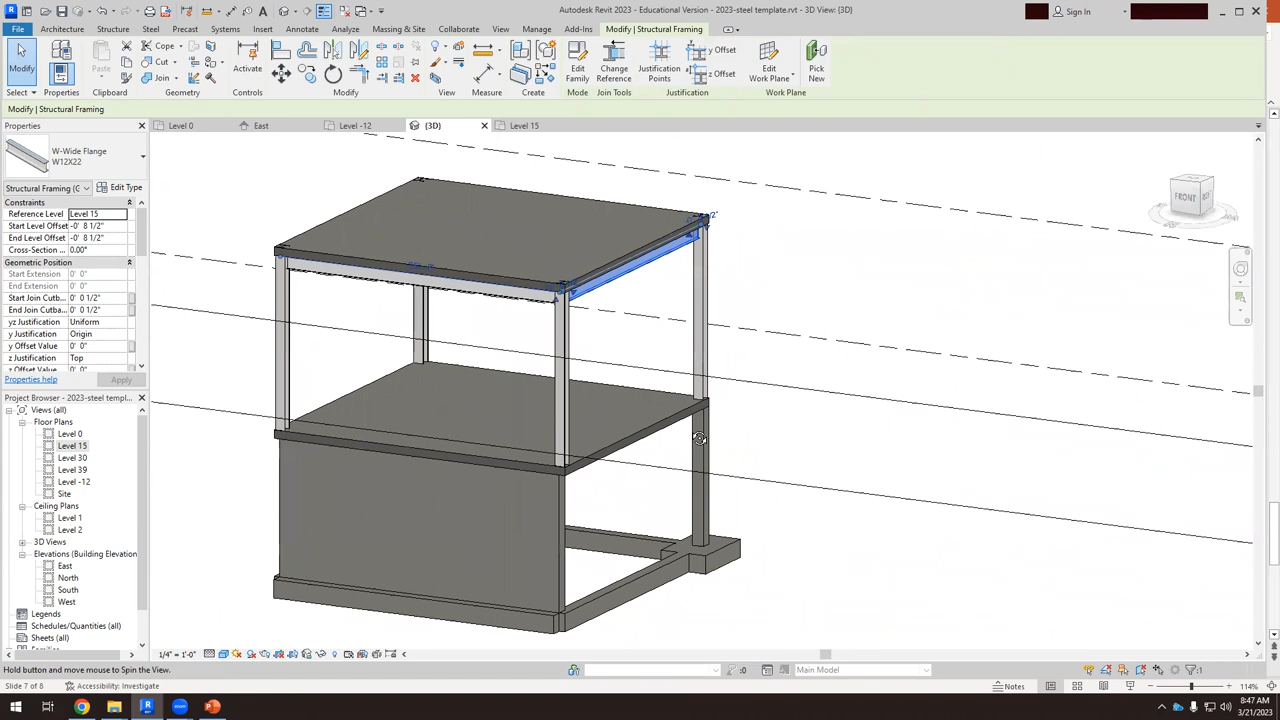 Autodesk Revit 2023 - Educational Version - 2023-steel template.rvt - 3D View: {3D}
Sign In
3D View: {
File Architecture Structure Steel Precast Systems Insert Annotate Analyze Massing & Site Collaborate View Manage Add-Ins Modify | Structural Framing
Modify
Properties
Paste
Cope
Cut
Join
Activate
Edit Family
Change Reference
Justification Points
y Offset
z Offset
Edit Work Plane
Pick New
Select Properties Clipboard Geometry Controls Modify View Measure Create Mode Join Tools Justification Work Plane
Modify | Structural Framing
Properties
Level 0 East Level -12 {3D} Level 15
W-Wide Flange
W12X22
Structural Framing (G Edit Type
Constraints
Reference Level Level 15
Start Level Offset -0' 8 1/2"
End Level Offset -0' 8 1/2"
Cross-Section ... 0.00°
Geometric Position
Start Extension 0' 0"
End Extension 0' 0"
Start Join Cutb... 0' 0 1/2"
End Join Cutba... 0' 0 1/2"
yz Justification Uniform
y Justification Origin
y Offset Value 0' 0"
z Justification Top
z Offset Value 0' 0"
Properties help Apply
Project Browser - 2023-steel templ...
Views (all)
Floor Plans
Level 0
Level 15
Level 30
Level 39
Level -12
Site
Ceiling Plans
Level 1
Level 2
3D Views
Elevations (Building Elevation
East
North
South
West
Legends
Schedules/Quantities (all)
Sheets (all)
Families
FRONT
1/4" = 1'-0"
Hold button and move mouse to Spin the View.
:0
Main Model
:1
Slide 7 of 8 Accessibility: Investigate Notes 114%
8:47 AM
3/21/2023